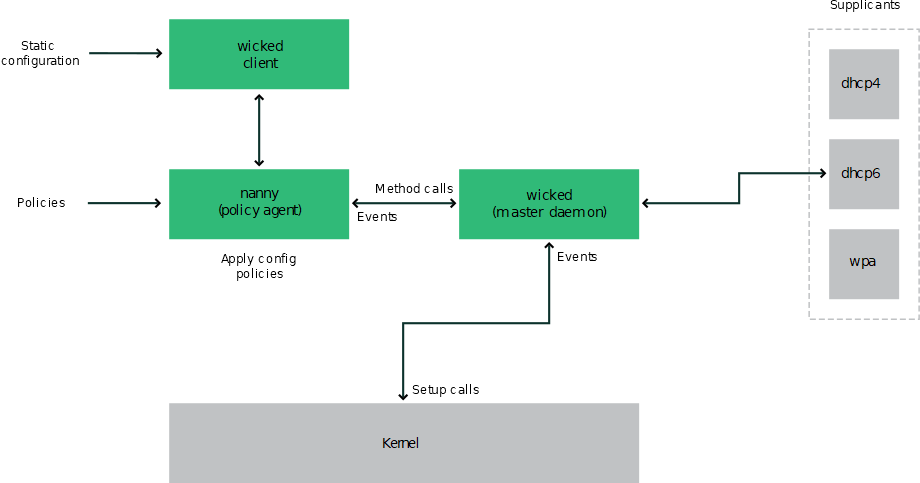 Supplicants
Static
configuration
wicked
client
dhcp4
Policies
nanny
(policy agent)
Method calls
Events
wicked
(master daemon)
dhcp6
Apply config
policies
Events
wpa
Setup calls
Kernel